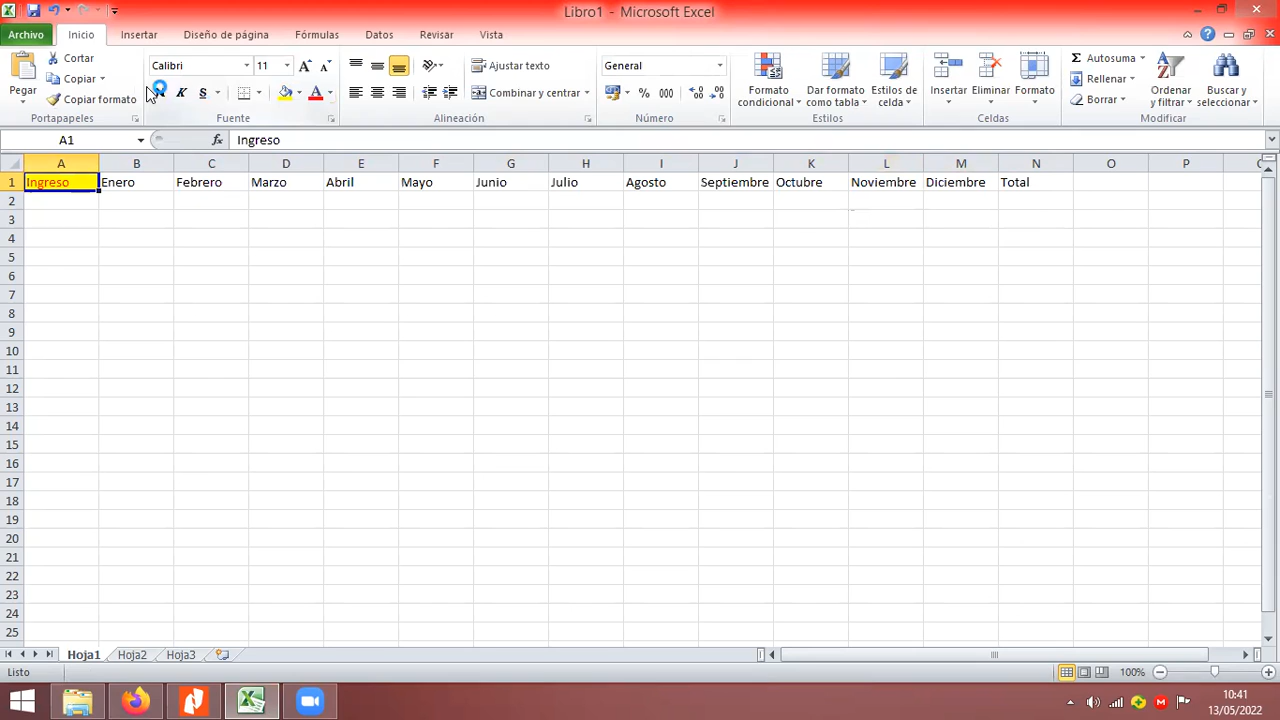 Libro1 - Microsoft Excel
Archivo Inicio Insertar Diseño de página Fórmulas Datos Revisar Vista
Pegar
Cortar
Copiar
Copiar formato
Portapapeles
Calibri 11
K S A
Fuente
Ajustar texto
Combinar y centrar
Alineación
General
% 000
Número
Formato condicional
Dar formato como tabla
Estilos de celda
Estilos
Insertar Eliminar Formato
Celdas
Σ Autosuma
Rellenar
Borrar
Ordenar y filtrar
Buscar y seleccionar
Modificar
A1 fx Ingreso
A B C D E F G H I J K L M N O P
1 Ingreso Enero Febrero Marzo Abril Mayo Junio Julio Agosto Septiembre Octubre Noviembre Diciembre Total
2
3
4
5
6
7
8
9
10
11
12
13
14
15
16
17
18
19
20
21
22
23
24
25
Hoja1 Hoja2 Hoja3
Listo 100%
10:41
13/05/2022